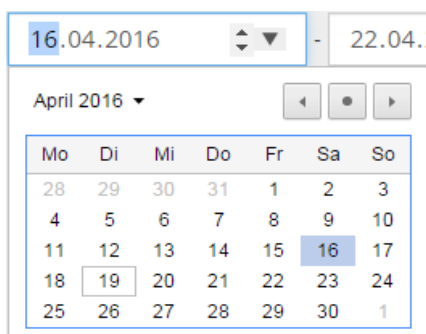 16.04.2016 - 22.04.
April 2016
Mo Di Mi Do Fr Sa So
28 29 30 31 1 2 3
4 5 6 7 8 9 10
11 12 13 14 15 16 17
18 19 20 21 22 23 24
25 26 27 28 29 30 1